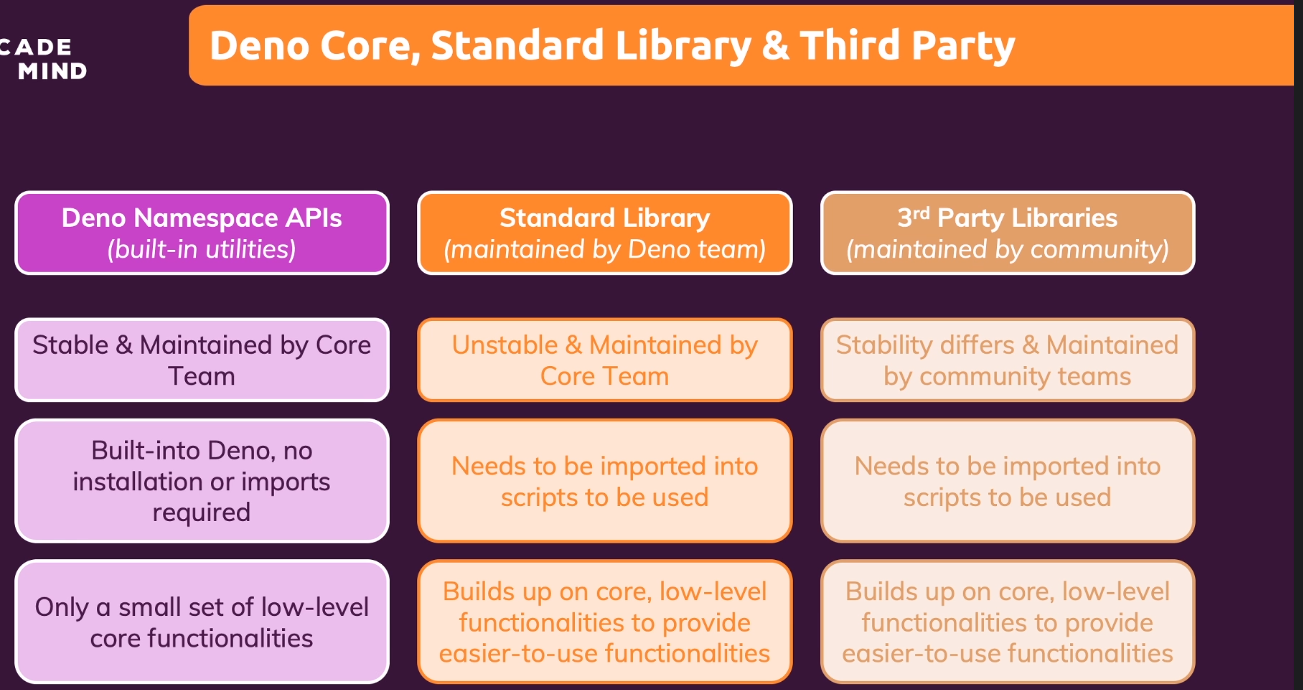 CADE
MIND
Deno Core, Standard Library & Third Party
Deno Namespace APIs
(built-in utilities)
Stable & Maintained by Core
Team
Built-into Deno, no
installation or imports
required
Only a small set of low-level
core functionalities
Standard Library
(maintained by Deno team)
Unstable & Maintained by
Core Team
Needs to be imported into
scripts to be used
Builds up on core, low-level
functionalities to provide
easier-to-use functionalities
3rd Party Libraries
(maintained by community)
Stability differs & Maintained
by community teams
Needs to be imported into
scripts to be used
Builds up on core, low-level
functionalities to provide
easier-to-use functionalities